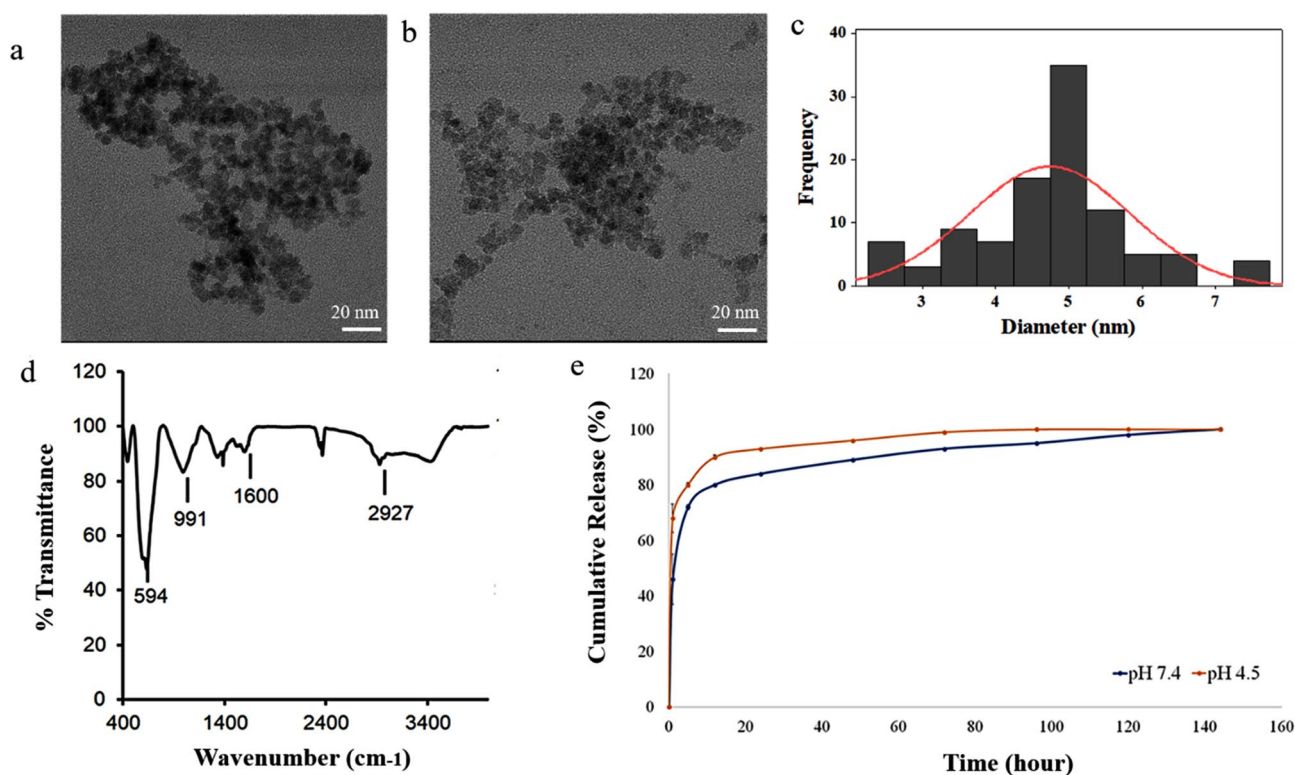 a
20 nm
b
20 nm
c
40
30
20
10
0
Frequency
3 4 5 6 7
Diameter (nm)
d
120
100
80
60
40
20
0
% Transmittance
594
991
1600
2927
400 1400 2400 3400
Wavenumber (cm-1)
e
120
100
80
60
40
20
0
Cumulative Release (%)
pH 7.4 pH 4.5
0 20 40 60 80 100 120 140 160
Time (hour)